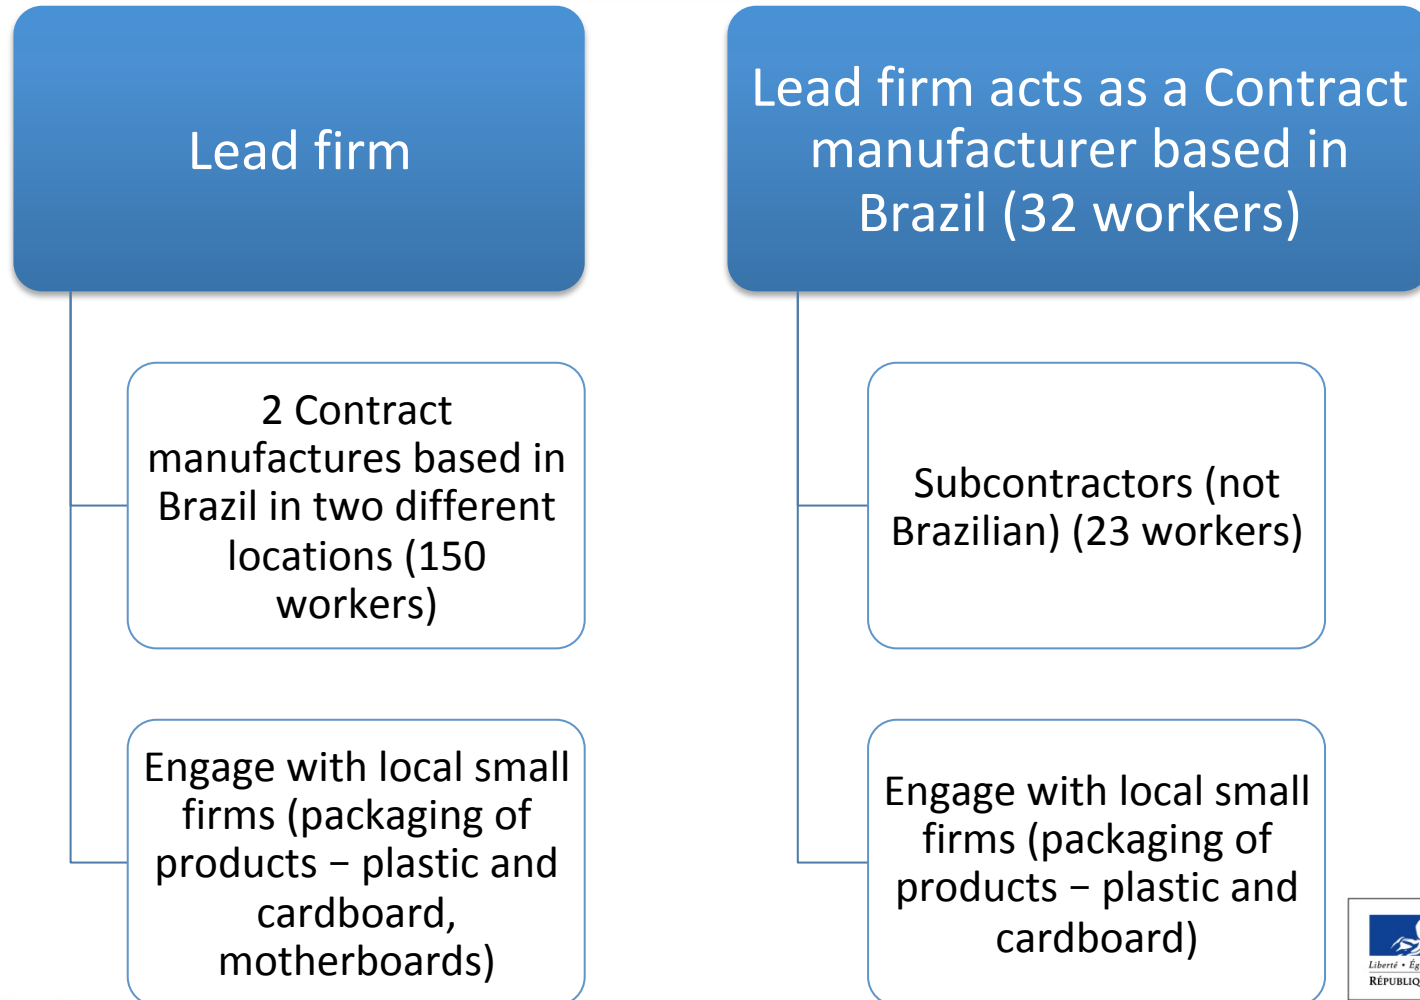 Lead firm
2 Contract
manufactures based in
Brazil in two different
locations (150
workers)
Engage with local small
firms (packaging of
products – plastic and
cardboard,
motherboards)
Lead firm acts as a Contract
manufacturer based in
Brazil (32 workers)
Subcontractors (not
Brazilian) (23 workers)
Engage with local small
firms (packaging of
products – plastic and
cardboard)
Liberté •